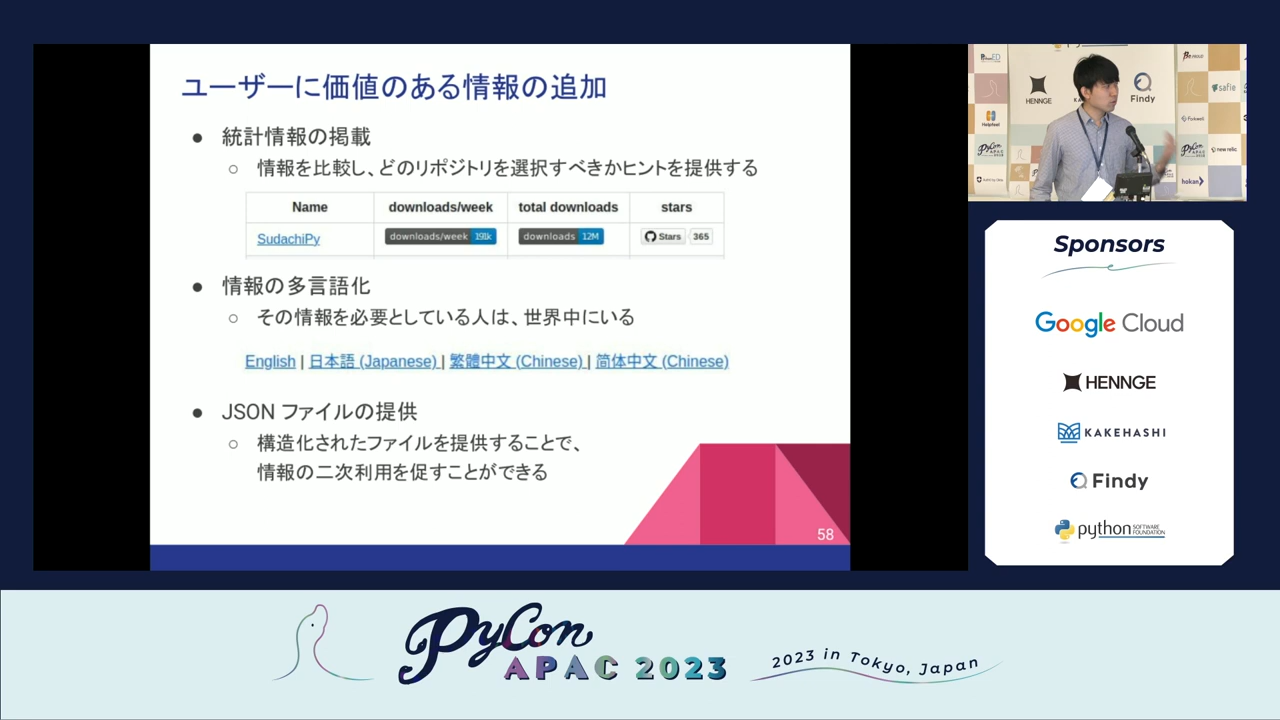 ユーザーに価値のある情報の追加
● 統計情報の掲載
○ 情報を比較し、どのリポジトリを選択すべきかヒントを提供する
Name downloads/week total downloads stars
SudachiPy downloads/week 191k downloads 12M Stars 365
● 情報の多言語化
○ その情報を必要としている人は、世界中にいる
English | 日本語 (Japanese) | 繁體中文 (Chinese) | 简体中文 (Chinese)
● JSON ファイルの提供
○ 構造化されたファイルを提供することで、
情報の二次利用を促すことができる
58
HENNGE
Findy
safie
Helpfeel
new relic
hokan
Sponsors
Google Cloud
HENNGE
KAKEHASHI
Findy
python SOFTWARE FOUNDATION
PyCon
APAC 2023
2023 in Tokyo, Japan